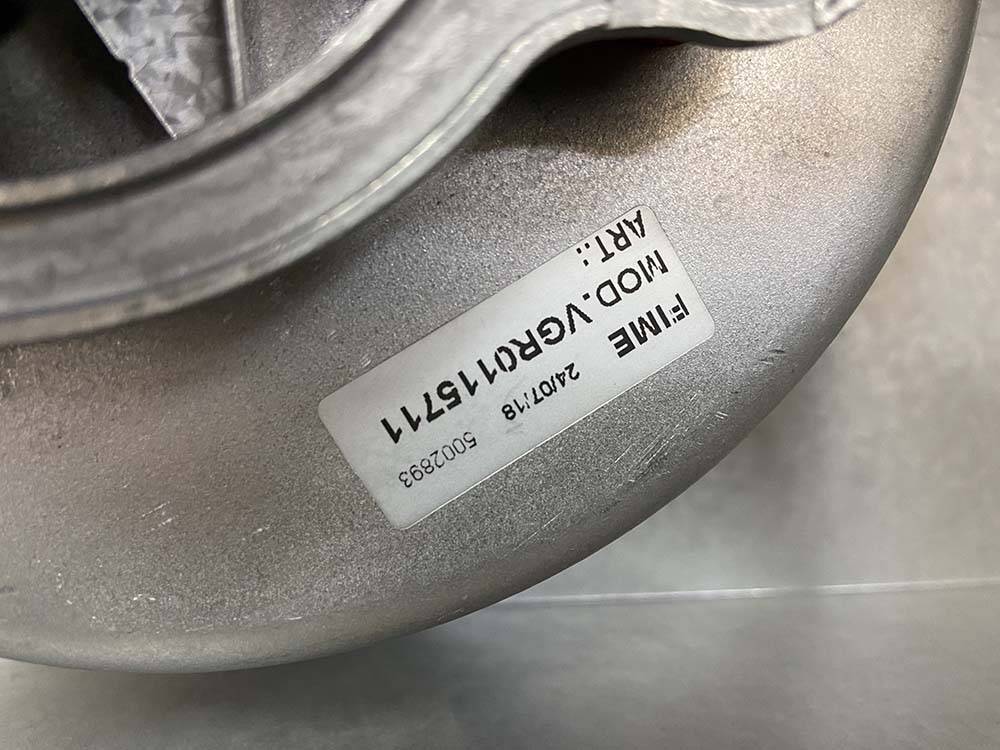 ART.:
MOD.VGR0115711
FIME
24/07/18 5002893